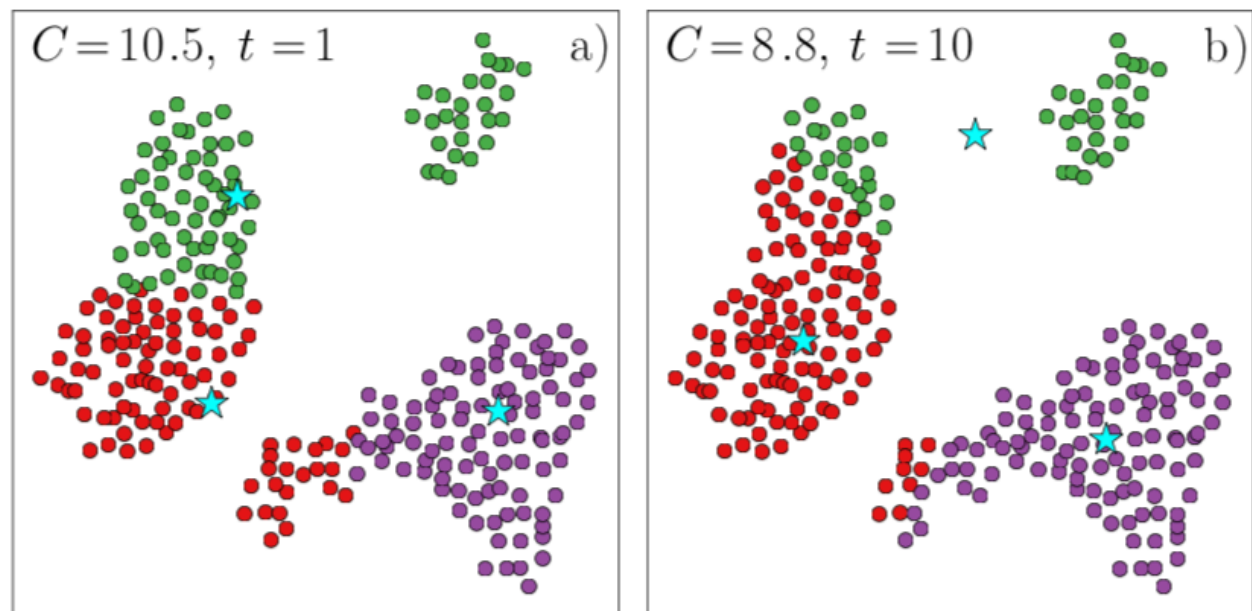 C = 10.5, t = 1 a)
C = 8.8, t = 10 b)